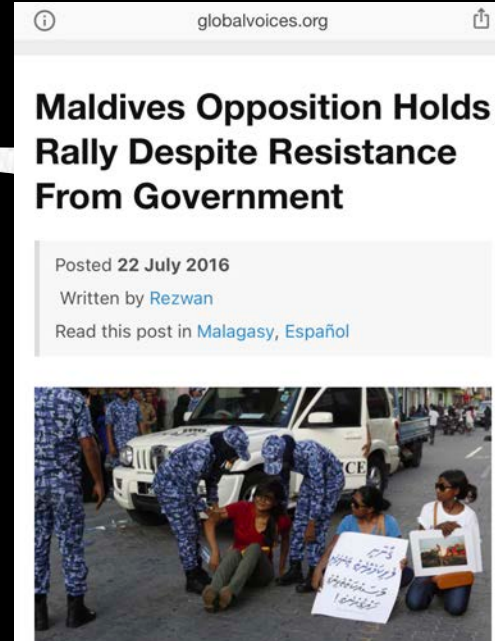 globalvoices.org
Maldives Opposition Holds
Rally Despite Resistance
From Government
Posted 22 July 2016
Written by Rezwan
Read this post in Malagasy, Español